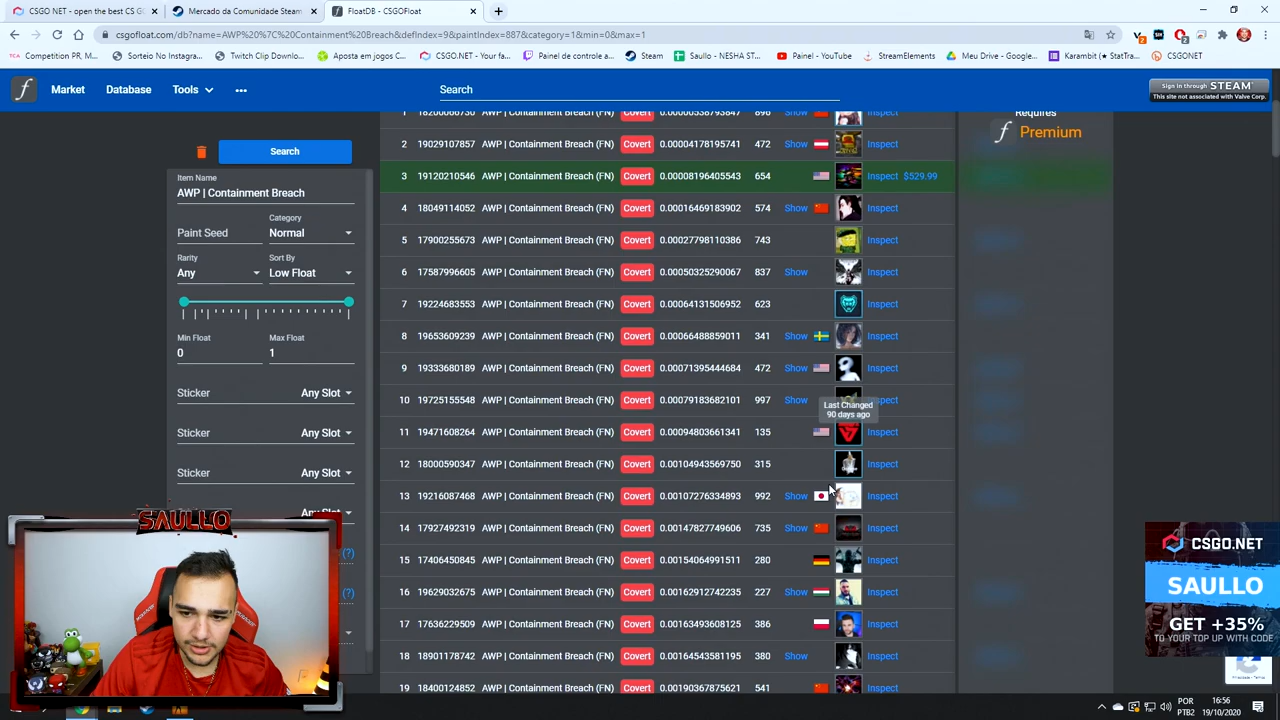 CSGO.NET - open the best CS G
Mercado da Comunidade Steam
FloatDB - CSGOFloat
csgofloat.com/db?name=AWP%20%7C%20Containment%20Breach&defIndex=9&paintIndex=887&category=1&min=0&max=1
Competition PR, Mo...
Sorteio No Instagra...
Twitch Clip Downlo...
Aposta em jogos C...
CSGO.NET - Favorit...
Painel de controle a...
Steam
Saullo - NESHA ST...
Painel - YouTube
StreamElements
Meu Drive - Google...
Karambit (★ StatTra...
CSGONET
Market
Database
Tools
Search
Sign in through STEAM
This site not associated with Valve Corp.
Search
Item Name
AWP | Containment Breach
Paint Seed
Category
Normal
Rarity
Any
Sort By
Low Float
Min Float
0
Max Float
1
Sticker Any Slot
Sticker Any Slot
Sticker Any Slot
(?)
(?)
Requires
Premium
2 19029107857 AWP | Containment Breach (FN) Covert 0.00004178195741 472 Show Inspect
3 19120210546 AWP | Containment Breach (FN) Covert 0.00008196405543 654 Inspect $529.99
4 18049114052 AWP | Containment Breach (FN) Covert 0.00016469183902 574 Show Inspect
5 17900255673 AWP | Containment Breach (FN) Covert 0.00027798110386 743 Show Inspect
6 17587996605 AWP | Containment Breach (FN) Covert 0.00050325290067 837 Show Inspect
7 19224683553 AWP | Containment Breach (FN) Covert 0.00064131506952 623 Inspect
8 19653609239 AWP | Containment Breach (FN) Covert 0.00066488859011 341 Show Inspect
9 19333680189 AWP | Containment Breach (FN) Covert 0.00071395444684 472 Inspect
10 19725155548 AWP | Containment Breach (FN) Covert 0.00079183682101 997 Show
Last Changed
90 days ago
11 19471608264 AWP | Containment Breach (FN) Covert 0.00094803661341 135 Inspect
12 18000590347 AWP | Containment Breach (FN) Covert 0.00104943569750 315 Inspect
13 19216087468 AWP | Containment Breach (FN) Covert 0.00107276334893 992 Show Inspect
14 17927492319 AWP | Containment Breach (FN) Covert 0.00147827749606 735 Show Inspect
15 17406450845 AWP | Containment Breach (FN) Covert 0.00154064991511 280 Inspect
16 19629032675 AWP | Containment Breach (FN) Covert 0.00162912742235 227 Show Inspect
17 17636229509 AWP | Containment Breach (FN) Covert 0.00163493608125 386 Show Inspect
18 18901178742 AWP | Containment Breach (FN) Covert 0.00164543581195 380 Show Inspect
19 18400124852 AWP | Containment Breach (FN) Covert 0.00190367875621 541 Show Inspect
SAULLO
CSGO.NET
SAULLO
GET +35%
TO YOUR TOP UP WITH CODE
POR
PTB2
16:56
19/10/2020